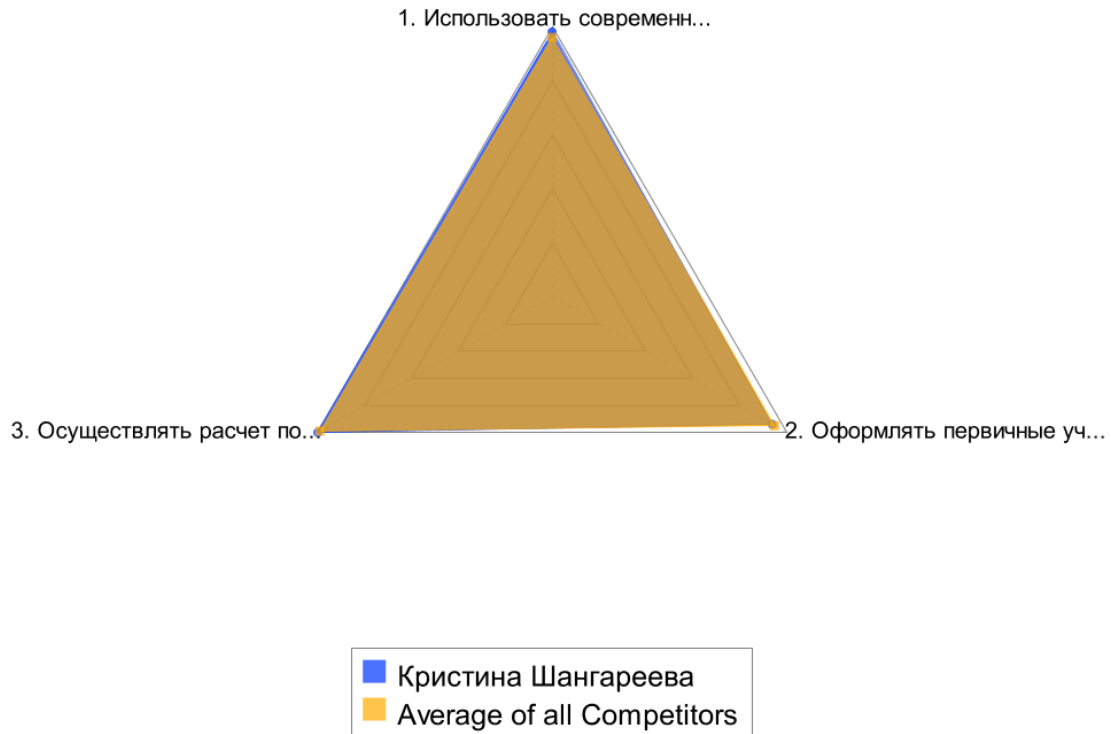 1. Использовать современн...
3. Осуществлять расчет по...
2. Оформлять первичные уч...
Кристина Шангареева
Average of all Competitors